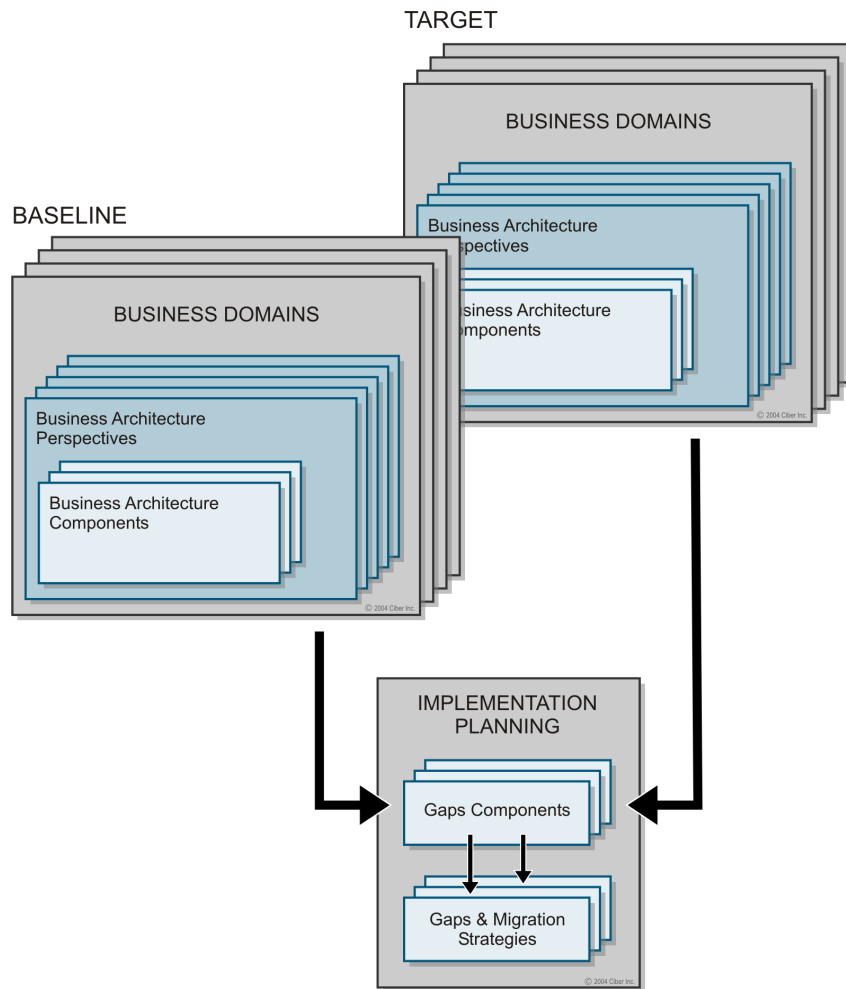 TARGET
BUSINESS DOMAINS
Business Architecture
spectives
siness Architecture
mponents
© 2004 Ciber Inc.
BASELINE
BUSINESS DOMAINS
Business Architecture
Perspectives
Business Architecture
Components
© 2004 Ciber Inc.
IMPLEMENTATION
PLANNING
Gaps Components
Gaps & Migration
Strategies
© 2004 Ciber Inc.